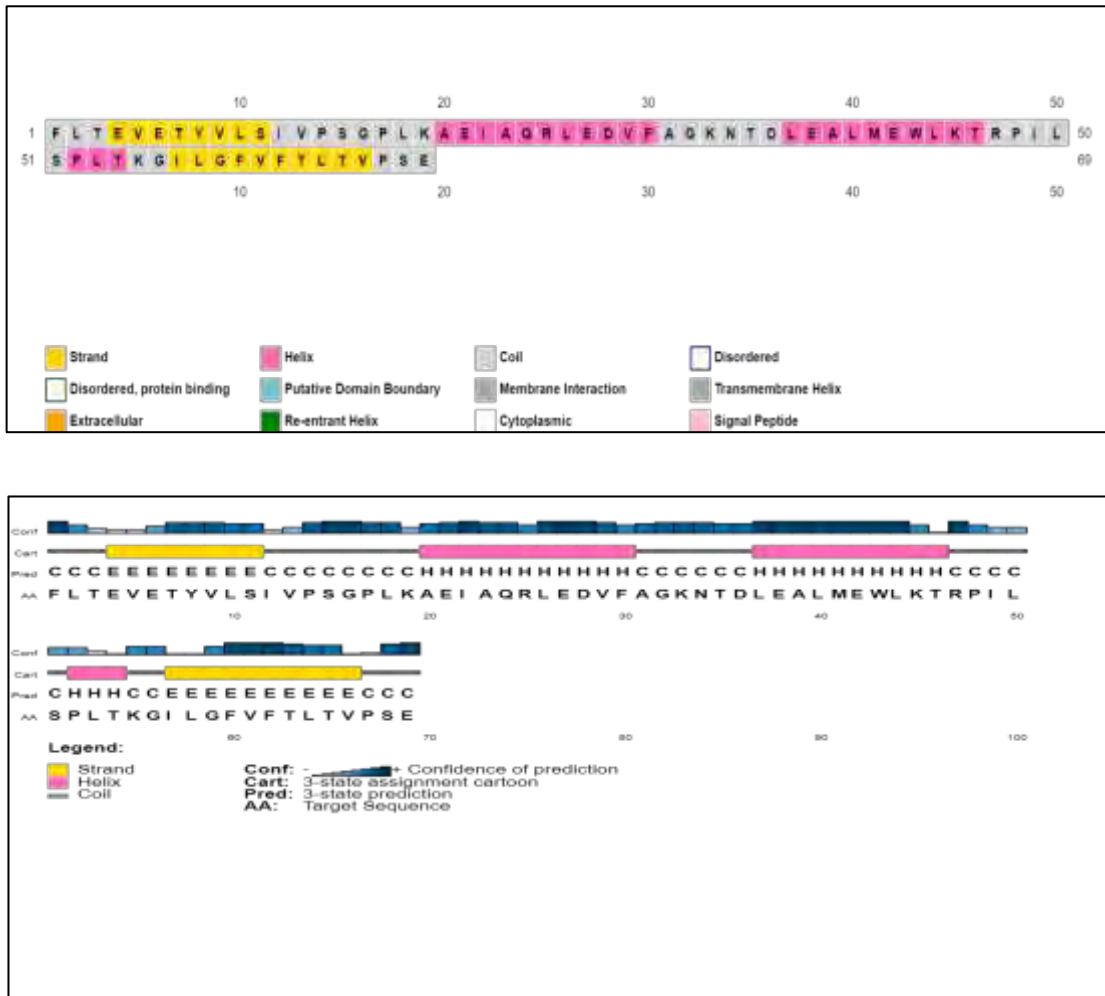 10 20 30 40 50
1 F L T E V E T Y V L S I V P S G P L K A E I A Q R L E D V F A G K N T D L E A L M E W L K T R P I L 50
51 S P L T K G I L G F V F T L T V P S E 69
10 20 30 40 50
Strand Helix Coil Disordered
Disordered, protein binding Putative Domain Boundary Membrane Interaction Transmembrane Helix
Extracellular Re-entrant Helix Cytoplasmic Signal Peptide
Conf
Cart
Pred C C C E E E E E E E E C C C C C C C C H H H H H H H H H H H C C C C C C H H H H H H H H H H C C C C
AA F L T E V E T Y V L S I V P S G P L K A E I A Q R L E D V F A G K N T D L E A L M E W L K T R P I L
10 20 30 40 50
Conf
Cart
Pred C H H H C C E E E E E E E E E E C C C
AA S P L T K G I L G F V F T L T V P S E
60 70 80 90 100
Legend:
Strand Conf: - + Confidence of prediction
Helix Cart: 3-state assignment cartoon
Coil Pred: 3-state prediction
AA: Target Sequence